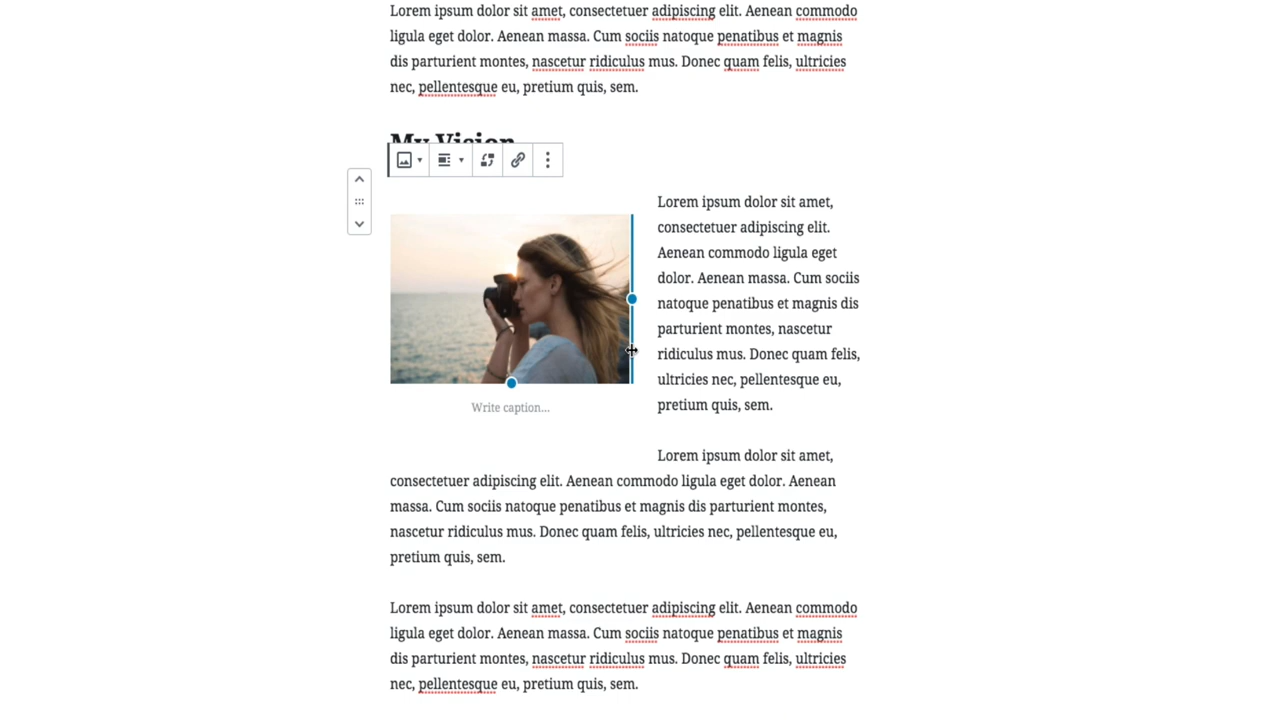 Lorem ipsum dolor sit amet, consectetuer adipiscing elit. Aenean commodo
ligula eget dolor. Aenean massa. Cum sociis natoque penatibus et magnis
dis parturient montes, nascetur ridiculus mus. Donec quam felis, ultricies
nec, pellentesque eu, pretium quis, sem.
My Vision
Lorem ipsum dolor sit amet,
consectetuer adipiscing elit.
Aenean commodo ligula eget
dolor. Aenean massa. Cum sociis
natoque penatibus et magnis dis
parturient montes, nascetur
ridiculus mus. Donec quam felis,
ultricies nec, pellentesque eu,
pretium quis, sem.
Write caption...
Lorem ipsum dolor sit amet,
consectetuer adipiscing elit. Aenean commodo ligula eget dolor. Aenean
massa. Cum sociis natoque penatibus et magnis dis parturient montes,
nascetur ridiculus mus. Donec quam felis, ultricies nec, pellentesque eu,
pretium quis, sem.
Lorem ipsum dolor sit amet, consectetuer adipiscing elit. Aenean commodo
ligula eget dolor. Aenean massa. Cum sociis natoque penatibus et magnis
dis parturient montes, nascetur ridiculus mus. Donec quam felis, ultricies
nec, pellentesque eu, pretium quis, sem.